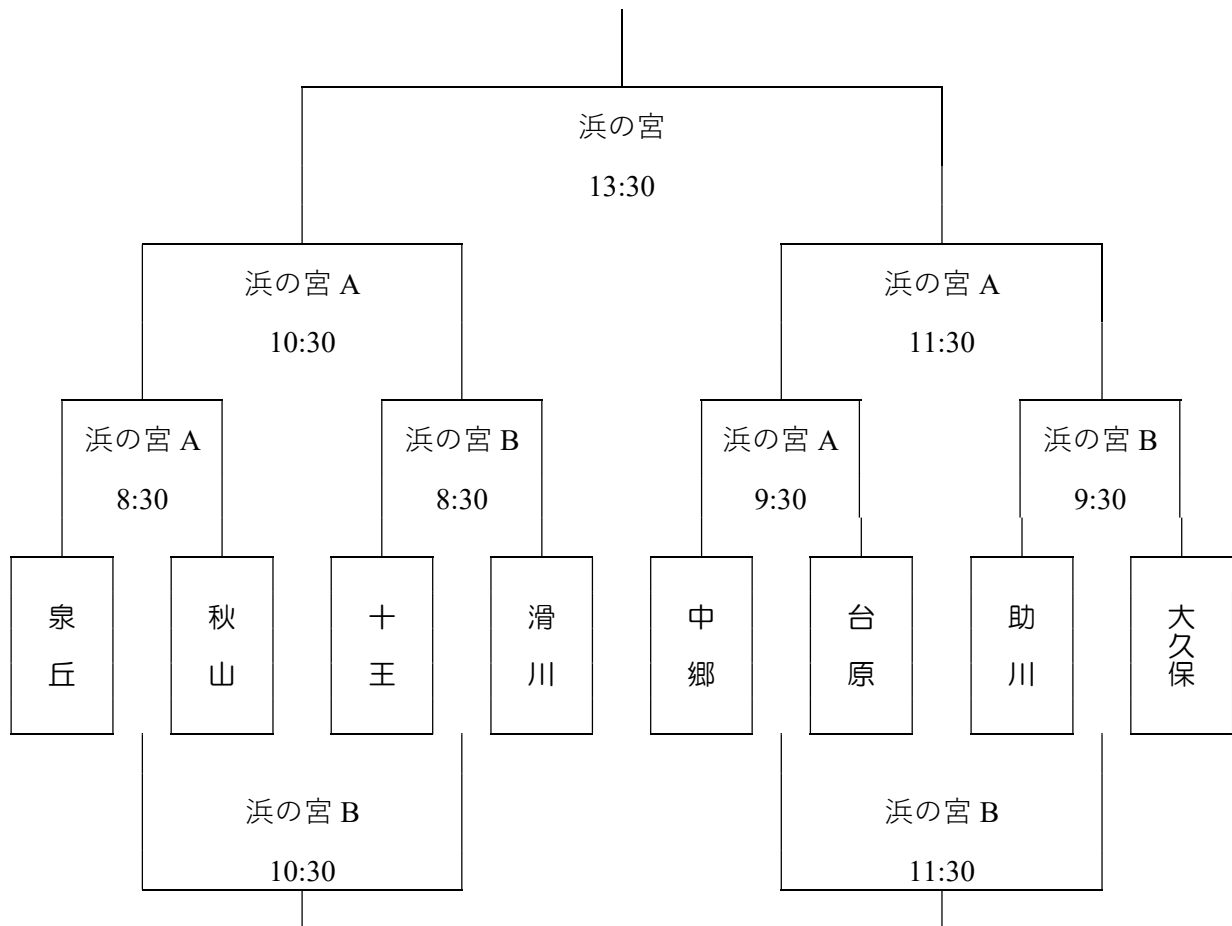 浜の宮
13:30
浜の宮 A
10:30
浜の宮 A
11:30
浜の宮 A
8:30
浜の宮 B
8:30
浜の宮 A
9:30
浜の宮 B
9:30
泉丘
秋山
十王
滑川
中郷
台原
助川
大久保
浜の宮 B
10:30
浜の宮 B
11:30